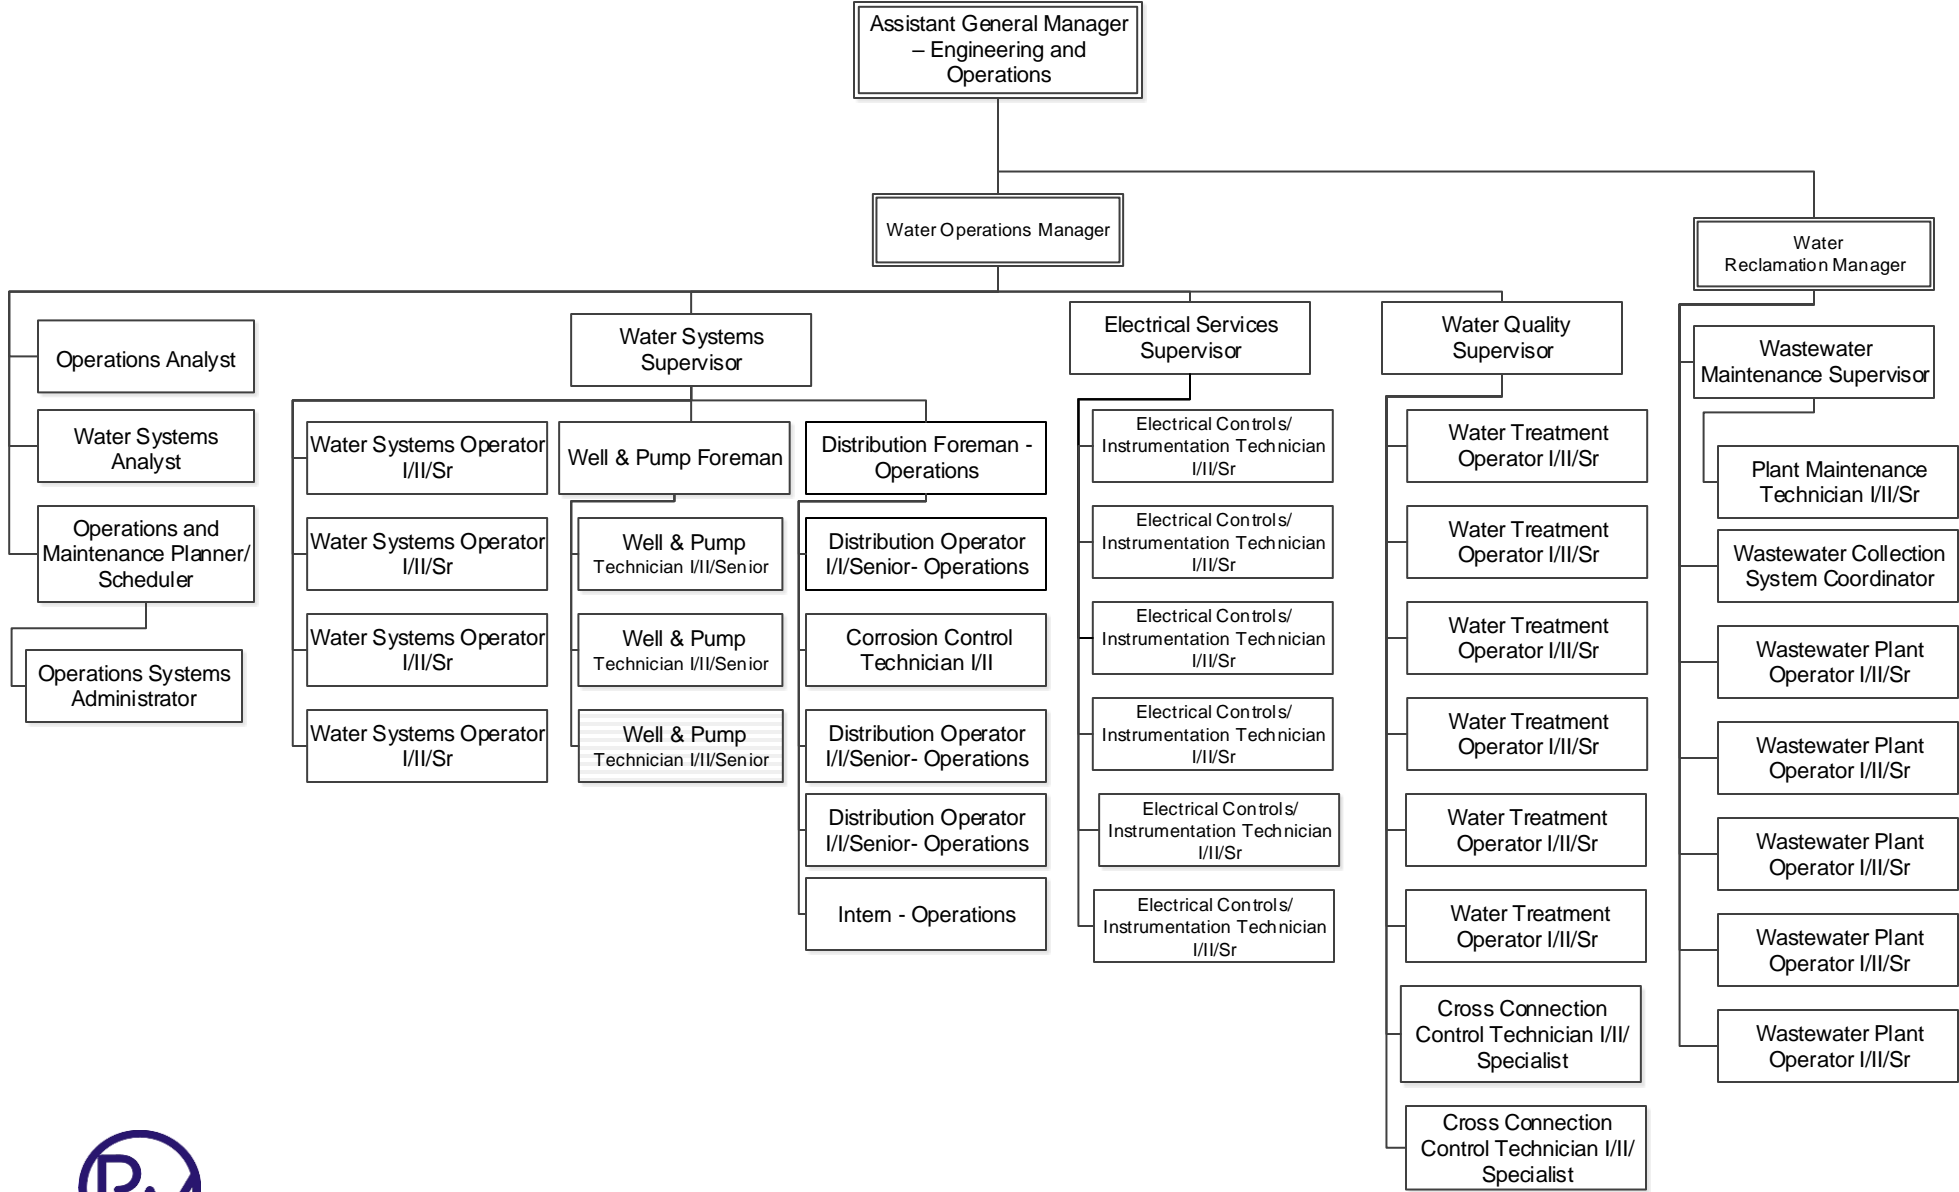 Assistant General Manager
– Engineering and
Operations
Water Operations Manager
Water
Reclamation Manager
Operations Analyst
Water Systems
Analyst
Operations and
Maintenance Planner/
Scheduler
Operations Systems
Administrator
Water Systems
Supervisor
Water Systems Operator
I/II/Sr
Water Systems Operator
I/II/Sr
Water Systems Operator
I/II/Sr
Water Systems Operator
I/II/Sr
Well & Pump Foreman
Well & Pump
Technician I/II/Senior
Well & Pump
Technician I/II/Senior
Well & Pump
Technician I/II/Senior
Distribution Foreman -
Operations
Distribution Operator
I/I/Senior- Operations
Corrosion Control
Technician I/II
Distribution Operator
I/I/Senior- Operations
Distribution Operator
I/I/Senior- Operations
Intern - Operations
Electrical Services
Supervisor
Electrical Controls/
Instrumentation Technician
I/II/Sr
Electrical Controls/
Instrumentation Technician
I/II/Sr
Electrical Controls/
Instrumentation Technician
I/II/Sr
Electrical Controls/
Instrumentation Technician
I/II/Sr
Electrical Controls/
Instrumentation Technician
I/II/Sr
Electrical Controls/
Instrumentation Technician
I/II/Sr
Water Quality
Supervisor
Water Treatment
Operator I/II/Sr
Water Treatment
Operator I/II/Sr
Water Treatment
Operator I/II/Sr
Water Treatment
Operator I/II/Sr
Water Treatment
Operator I/II/Sr
Water Treatment
Operator I/II/Sr
Cross Connection
Control Technician I/II/
Specialist
Cross Connection
Control Technician I/II/
Specialist
Wastewater
Maintenance Supervisor
Plant Maintenance
Technician I/II/Sr
Wastewater Collection
System Coordinator
Wastewater Plant
Operator I/II/Sr
Wastewater Plant
Operator I/II/Sr
Wastewater Plant
Operator I/II/Sr
Wastewater Plant
Operator I/II/Sr
Wastewater Plant
Operator I/II/Sr